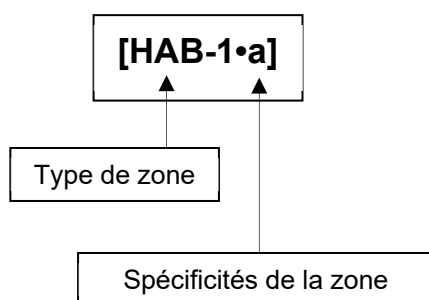 [HAB-1•a]
Type de zone
Spécificités de la zone